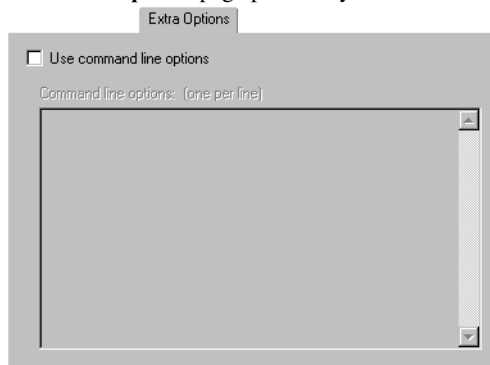 Extra Options
Use command line options
Command line options: (one per line)